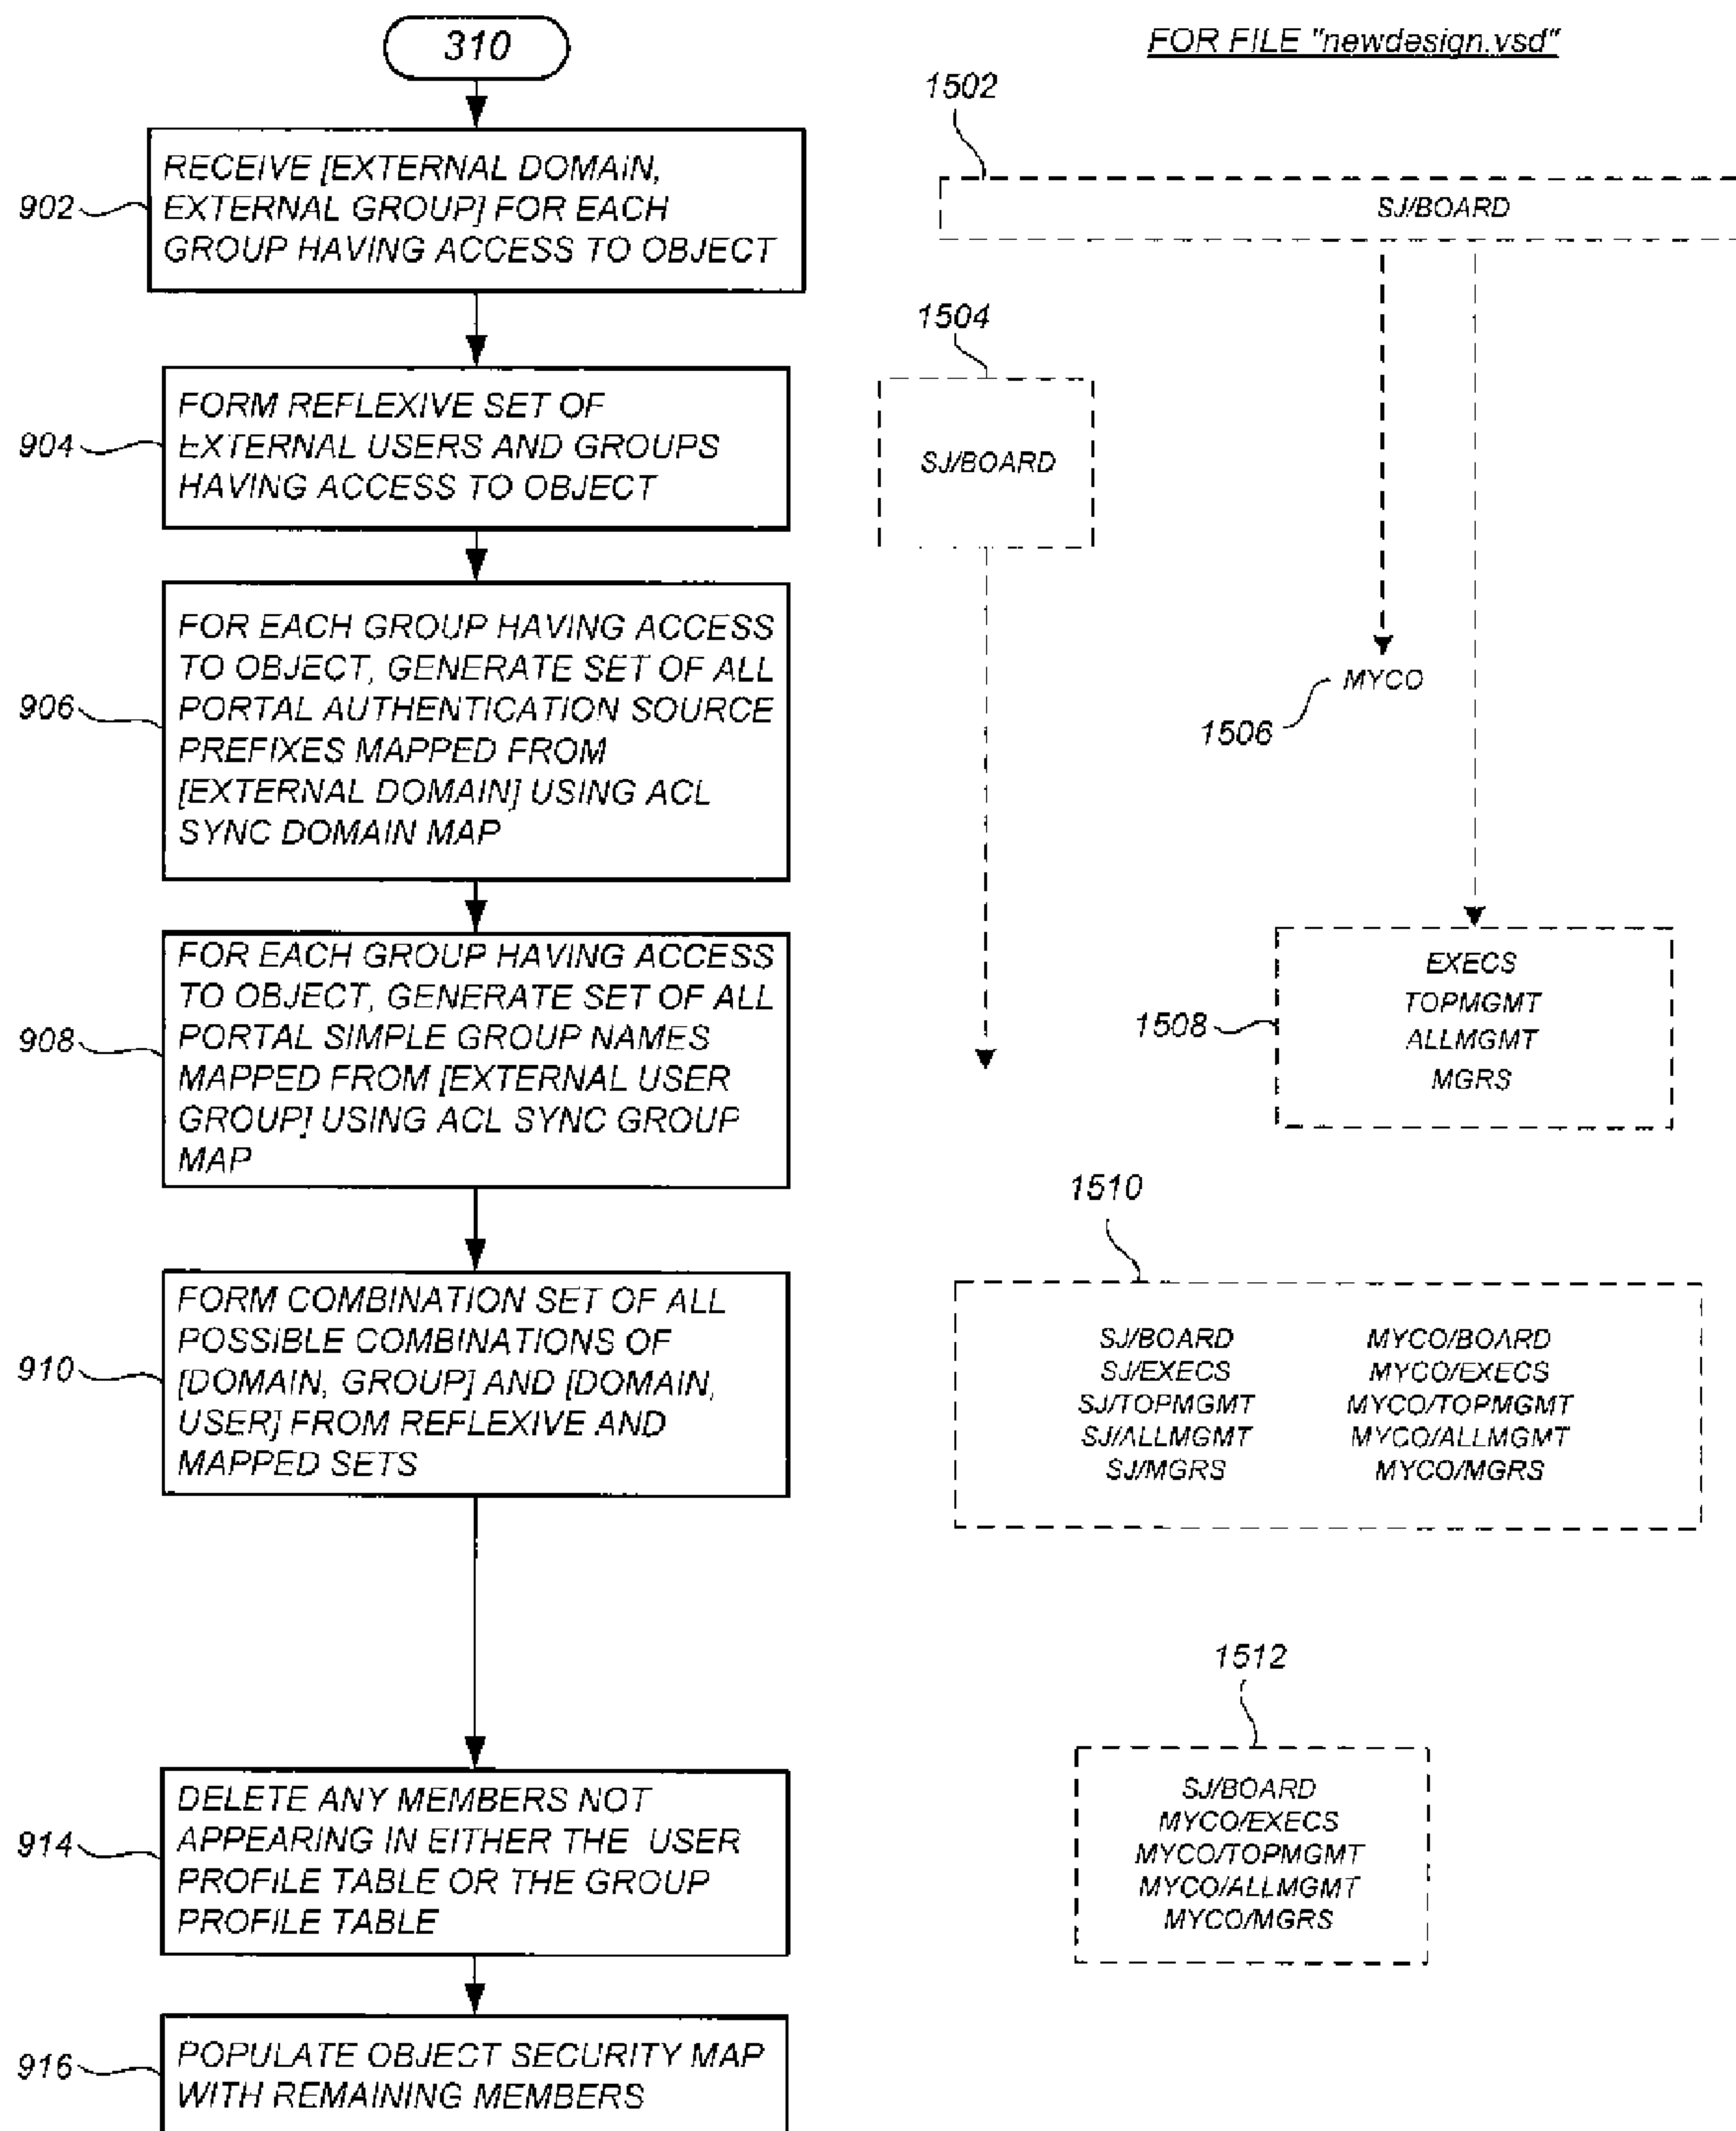 310
FOR FILE "newdesign.vsd"
1502
902
RECEIVE [EXTERNAL DOMAIN,
EXTERNAL GROUP] FOR EACH
GROUP HAVING ACCESS TO OBJECT
SJ/BOARD
1504
904
FORM REFLEXIVE SET OF
EXTERNAL USERS AND GROUPS
HAVING ACCESS TO OBJECT
SJ/BOARD
906
FOR EACH GROUP HAVING ACCESS
TO OBJECT, GENERATE SET OF ALL
PORTAL AUTHENTICATION SOURCE
PREFIXES MAPPED FROM
[EXTERNAL DOMAIN] USING ACL
SYNC DOMAIN MAP
MYCO
1506
908
FOR EACH GROUP HAVING ACCESS
TO OBJECT, GENERATE SET OF ALL
PORTAL SIMPLE GROUP NAMES
MAPPED FROM [EXTERNAL USER
GROUP] USING ACL SYNC GROUP
MAP
1508
EXECS
TOPMGMT
ALLMGMT
MGRS
1510
910
FORM COMBINATION SET OF ALL
POSSIBLE COMBINATIONS OF
[DOMAIN, GROUP] AND [DOMAIN,
USER] FROM REFLEXIVE AND
MAPPED SETS
SJ/BOARD
SJ/EXECS
SJ/TOPMGMT
SJ/ALLMGMT
SJ/MGRS
MYCO/BOARD
MYCO/EXECS
MYCO/TOPMGMT
MYCO/ALLMGMT
MYCO/MGRS
1512
914
DELETE ANY MEMBERS NOT
APPEARING IN EITHER THE USER
PROFILE TABLE OR THE GROUP
PROFILE TABLE
SJ/BOARD
MYCO/EXECS
MYCO/TOPMGMT
MYCO/ALLMGMT
MYCO/MGRS
916
POPULATE OBJECT SECURITY MAP
WITH REMAINING MEMBERS